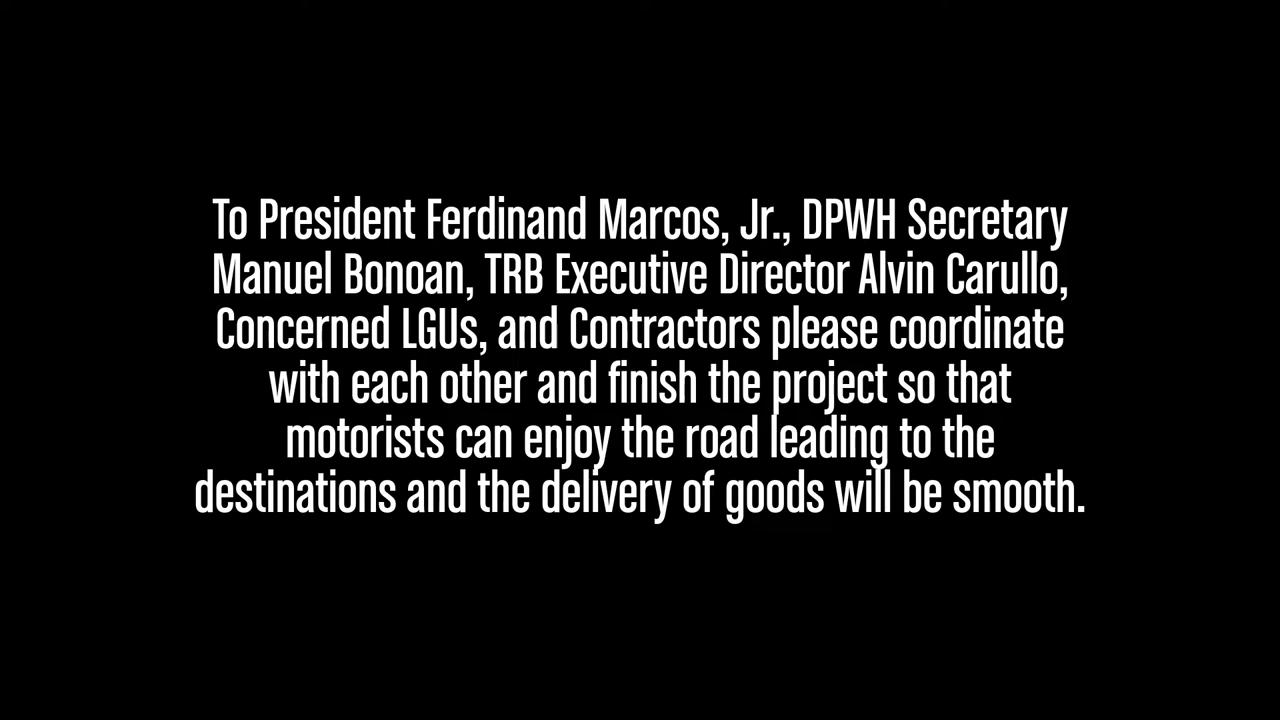 To President Ferdinand Marcos, Jr., DPWH Secretary
Manuel Bonoan, TRB Executive Director Alvin Carullo,
Concerned LGUs, and Contractors please coordinate
with each other and finish the project so that
motorists can enjoy the road leading to the
destinations and the delivery of goods will be smooth.